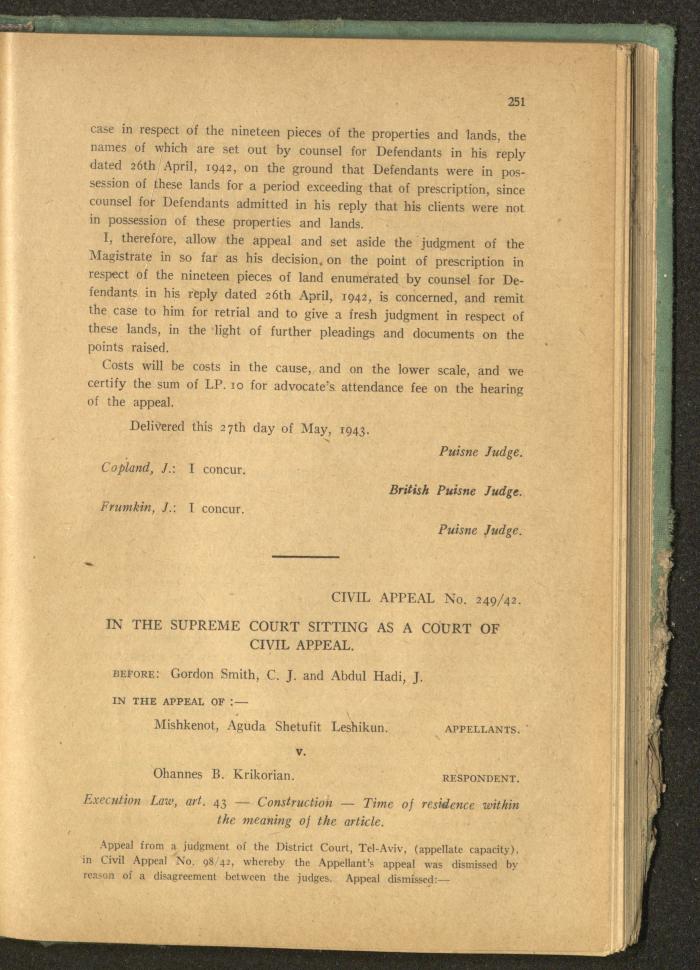 251
case in respect of the nineteen pieces of the properties and lands, the
names of which are set out by counsel for Defendants in his reply
dated 26th April, 1942, on the ground that Defendants were in pos-
session of these lands for a period exceeding that of prescription, since
counsel for Defendants admitted in his reply that his clients were not
in possession of these properties and lands.
I, therefore, allow the appeal and set aside the judgment of the
Magistrate in so far as his decision, on the point of prescription in
respect of the nineteen pieces of land enumerated by counsel for De-
fendants in his reply dated 26th April, 1942, is concerned, and remit
the case to him for retrial and to give a fresh judgment in respect of
these lands, in the light of further pleadings and documents on the
points raised.
Costs will be costs in the cause, and on the lower scale, and we
certify the sum of LP. 10 for advocate's attendance fee on the hearing
of the appeal.
Delivered this 27th day of May, 1943.
Puisne Judge.
Copland, J.: I concur.
British Puisne Judge.
Frumkin, J.: I concur.
Puisne Judge.
CIVIL APPEAL No. 249/42.
IN THE SUPREME COURT SITTING AS A COURT OF
CIVIL APPEAL.
BEFORE: Gordon Smith, C. J. and Abdul Hadi, J.
IN THE APPEAL OF :—
Mishkenot, Aguda Shetufit Leshikun. APPELLANTS.
v.
Ohannes B. Krikorian. RESPONDENT.
Execution Law, art. 43 — Construction — Time of residence within
the meaning of the article.
Appeal from a judgment of the District Court, Tel-Aviv, (appellate capacity),
in Civil Appeal No. 98/42, whereby the Appellant's appeal was dismissed by
reason of a disagreement between the judges. Appeal dismissed:—